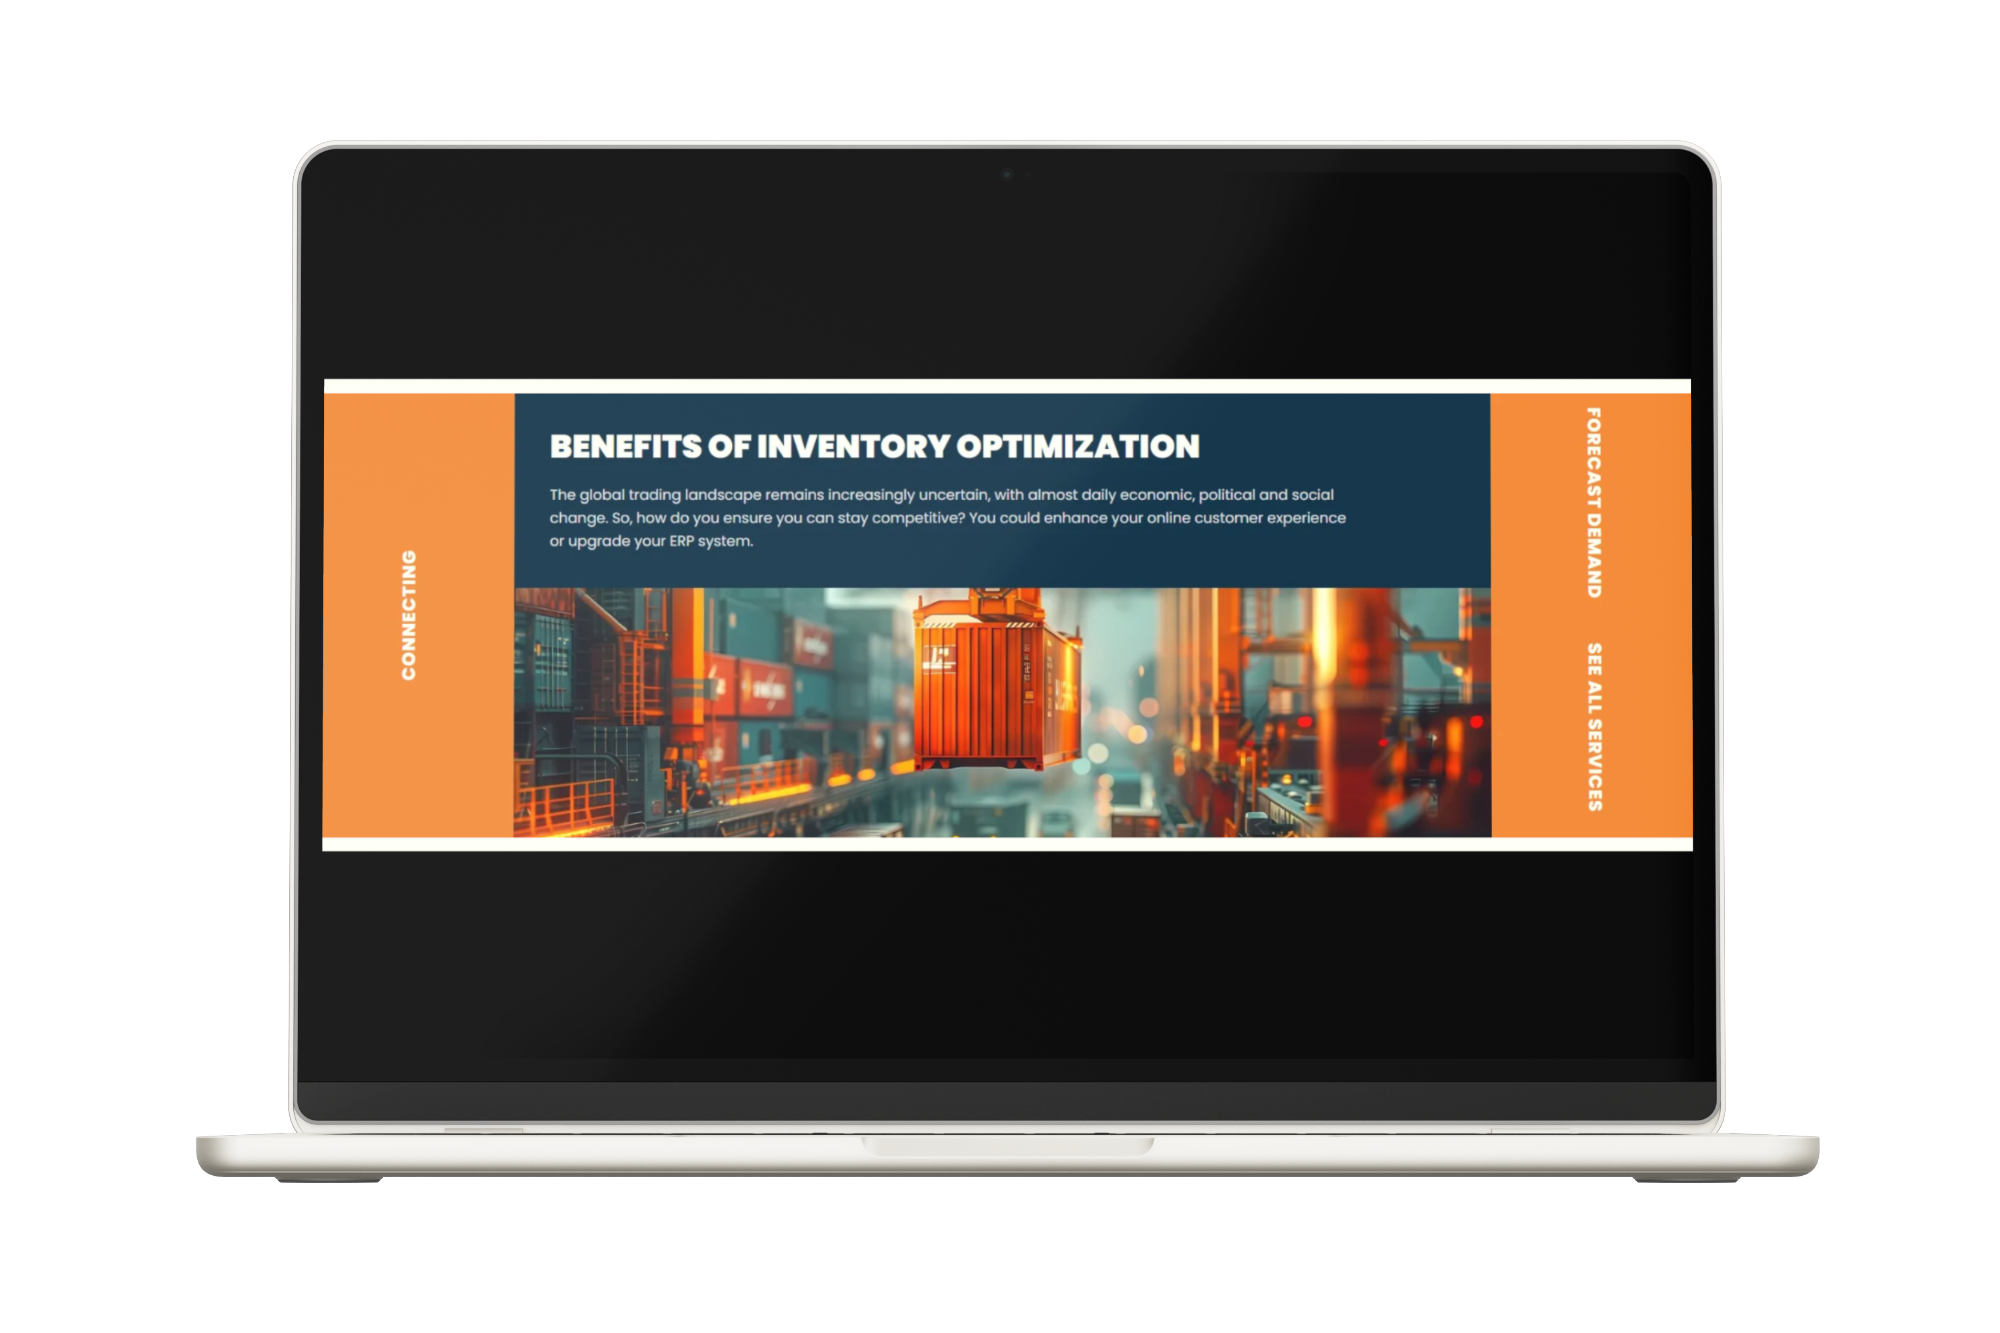 CONNECTING
BENEFITS OF INVENTORY OPTIMIZATION
The global trading landscape remains increasingly uncertain, with almost daily economic, political and social
change. So, how do you ensure you can stay competitive? You could enhance your online customer experience
or upgrade your ERP system.
FORECAST DEMAND
SEE ALL SERVICES